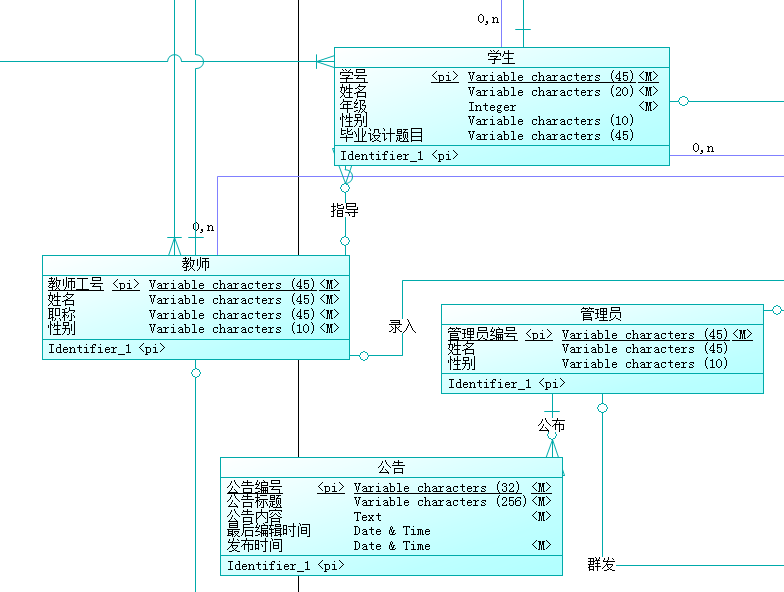 0,n
学生
学号 <pi> Variable characters (45) <M>
姓名 Variable characters (20) <M>
年级 Integer <M>
性别 Variable characters (10)
毕业设计题目 Variable characters (45)
Identifier_1 <pi>
0,n
指导
0,n
教师
教师工号 <pi> Variable characters (45) <M>
姓名 Variable characters (45) <M>
职称 Variable characters (45) <M>
性别 Variable characters (10) <M>
Identifier_1 <pi>
录入
管理员
管理员编号 <pi> Variable characters (45) <M>
姓名 Variable characters (45)
性别 Variable characters (10)
Identifier_1 <pi>
公布
公告
公告编号 <pi> Variable characters (32) <M>
公告标题 Variable characters (256) <M>
公告内容 Text <M>
最后编辑时间 Date & Time
发布时间 Date & Time <M>
Identifier_1 <pi>
群发